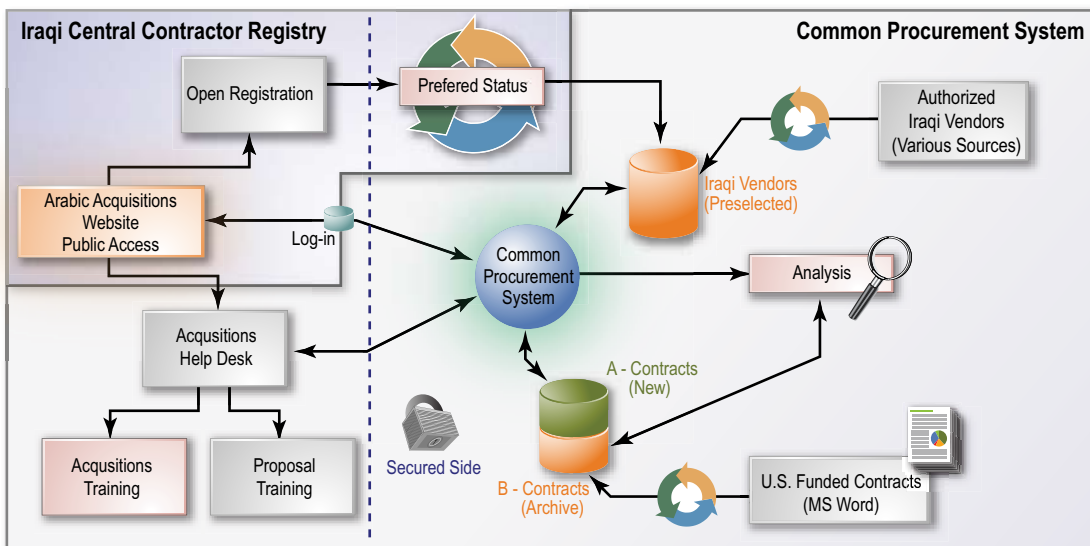 Iraqi Central Contractor Registry
Common Procurement System
Open Registration
Prefered Status
Authorized
Iraqi Vendors
(Various Sources)
Arabic Acquisitions
Website
Public Access
Log-in
Iraqi Vendors
(Preselected)
Common
Procurement
System
Analysis
Acqusitions
Help Desk
A - Contracts
(New)
Secured Side
Acqusitions
Training
Proposal
Training
B - Contracts
(Archive)
U.S. Funded Contracts
(MS Word)